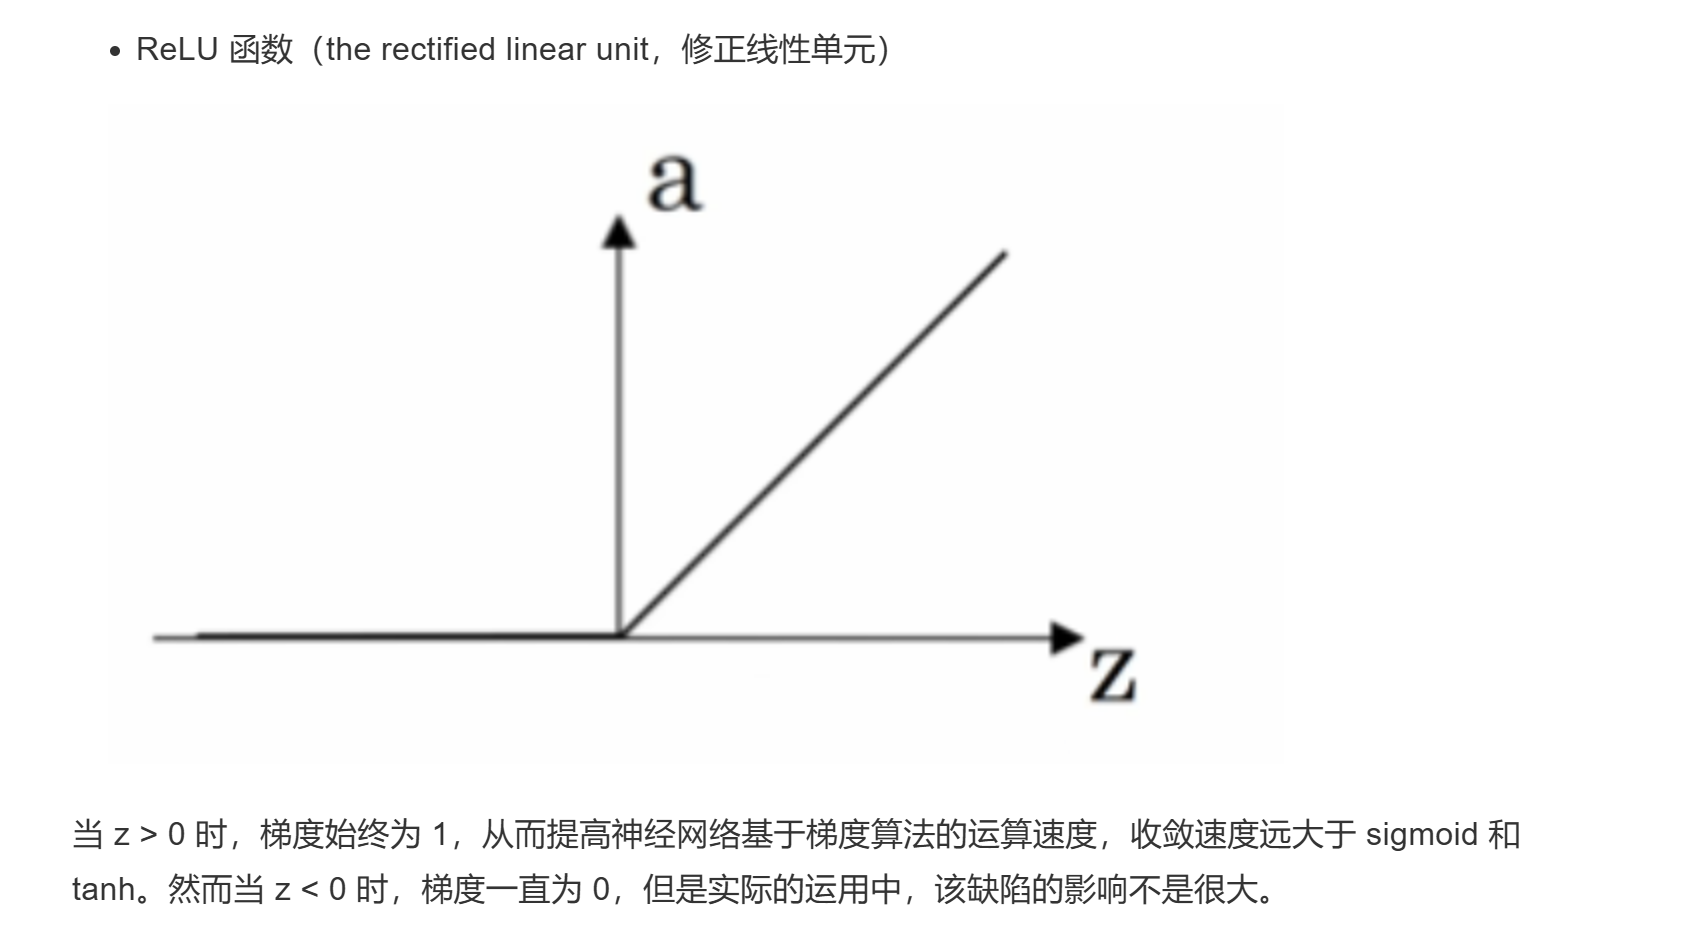 ReLU 函数（the rectified linear unit，修正线性单元）
a
z
当 z > 0 时，梯度始终为 1，从而提高神经网络基于梯度算法的运算速度，收敛速度远大于 sigmoid 和
tanh。然而当 z < 0 时，梯度一直为 0，但是实际的运用中，该缺陷的影响不是很大。